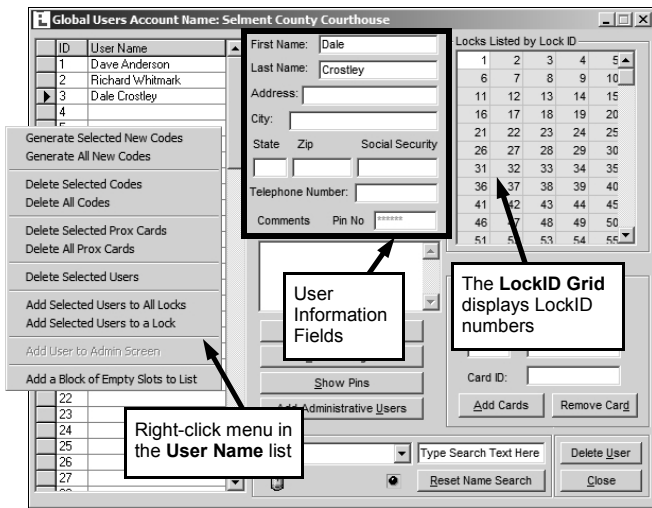 Global Users Account Name: Selment County Courthouse
ID User Name
1 Dave Anderson
2 Richard Whitmark
3 Dale Crostley
4
Generate Selected New Codes
Generate All New Codes
Delete Selected Codes
Delete All Codes
Delete Selected Prox Cards
Delete All Prox Cards
Delete Selected Users
Add Selected Users to All Locks
Add Selected Users to a Lock
Add User to Admin Screen
Add a Block of Empty Slots to List
22
23
24
25
26
27
Right-click menu in
the User Name list
First Name: Dale
Last Name: Crostley
Address:
City:
State Zip Social Security
Telephone Number:
Comments Pin No ******
User
Information
Fields
Show Pins
Add Administrative Users
Locks Listed by Lock ID
1 2 3 4 5
6 7 8 9 10
11 12 13 14 15
16 17 18 19 20
21 22 23 24 25
26 27 28 29 30
31 32 33 34 35
36 37 38 39 40
41 42 43 44 45
46 47 48 49 50
51 53 54 55
The LockID Grid
displays LockID
numbers
Card ID:
Add Cards Remove Card
Type Search Text Here Delete User
Reset Name Search Close